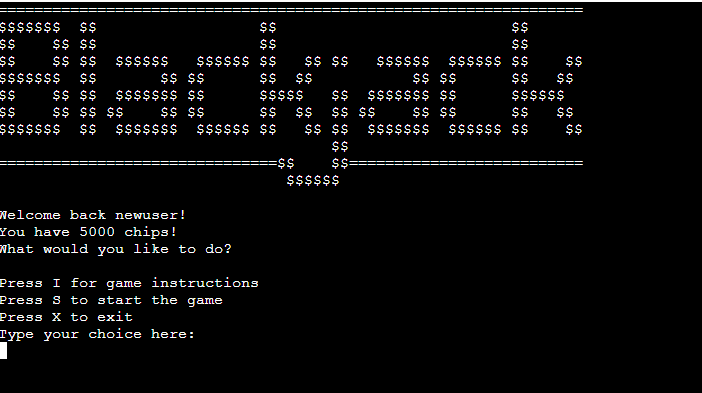 Blackjack
Welcome back newuser!
You have 5000 chips!
What would you like to do?
Press I for game instructions
Press S to start the game
Press X to exit
Type your choice here: